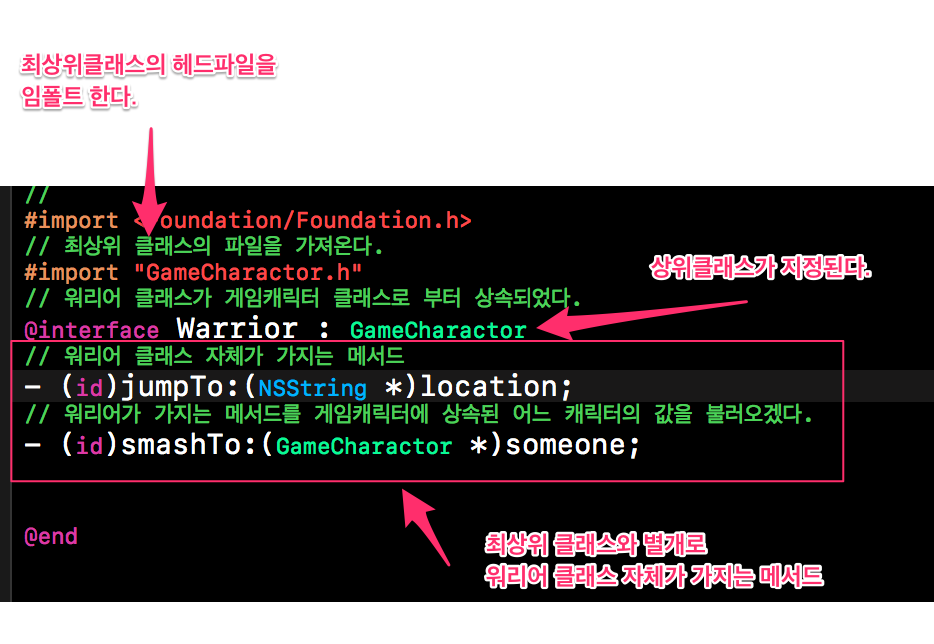 최상위클래스의 헤드파일을
임폴트 한다.
//
#import <Foundation/Foundation.h>
// 최상위 클래스의 파일을 가져온다.
#import "GameCharactor.h"
상위클래스가 지정된다.
// 워리어 클래스가 게임캐릭터 클래스로 부터 상속되었다.
@interface Warrior : GameCharactor
// 워리어 클래스 자체가 가지는 메서드
- (id)jumpTo:(NSString *)location;
// 워리어가 가지는 메서드를 게임캐릭터에 상속된 어느 캐릭터의 값을 불러오겠다.
- (id)smashTo:(GameCharactor *)someone;
@end
최상위 클래스와 별개로
워리어 클래스 자체가 가지는 메서드